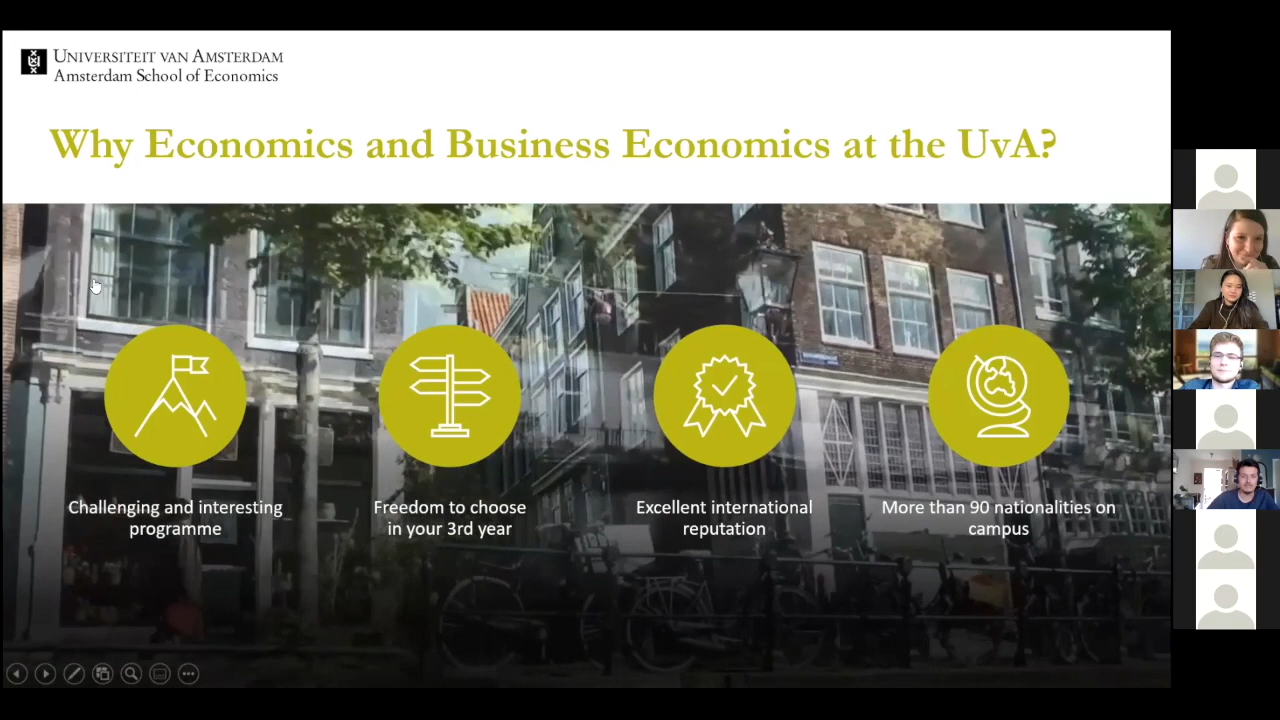 UNIVERSITEIT VAN AMSTERDAM
Amsterdam School of Economics
Why Economics and Business Economics at the UvA?
Challenging and interesting
programme
Freedom to choose
in your 3rd year
Excellent international
reputation
More than 90 nationalities on
campus